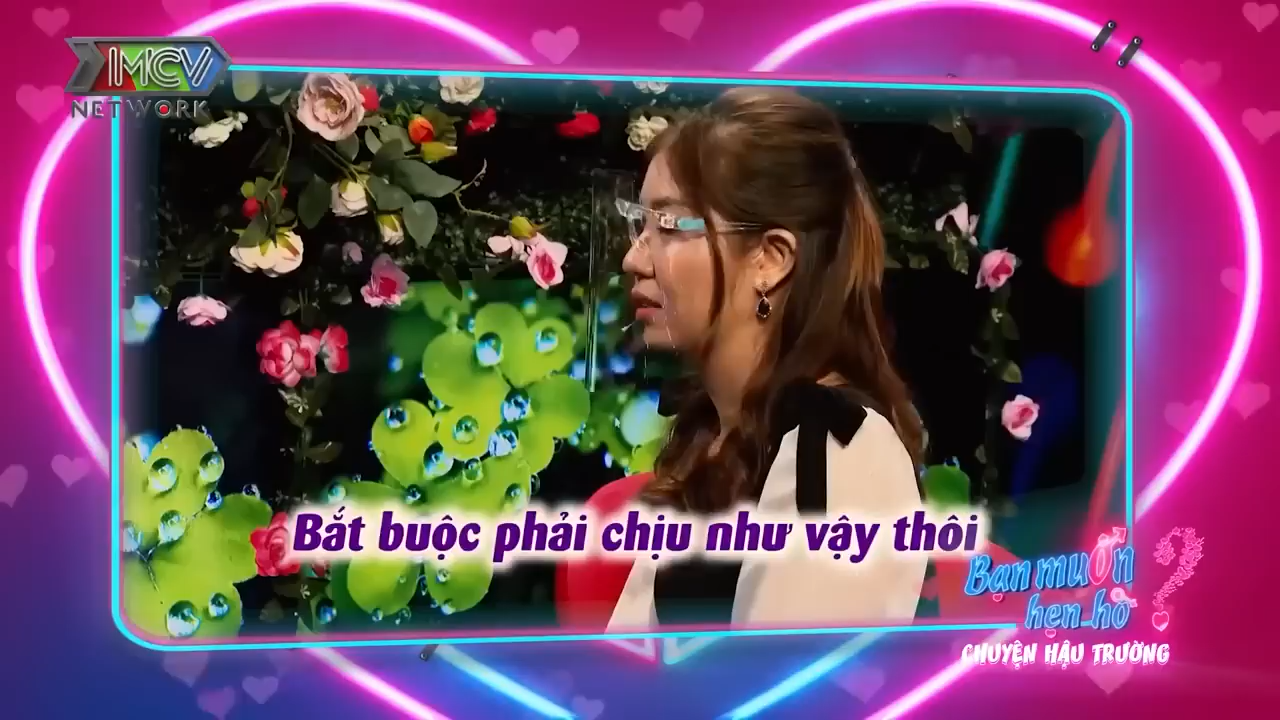 MCV
NETWORK
Bắt buộc phải chịu như vậy thôi
Bạn muốn
hẹn hò ?
CHUYỆN HẬU TRƯỜNG